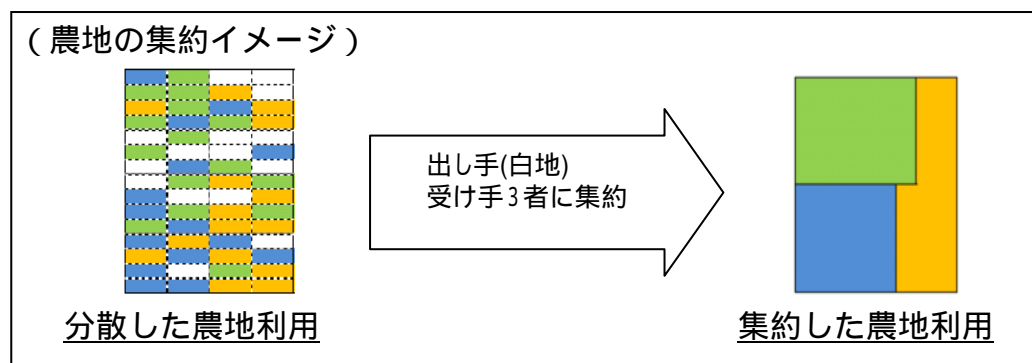 (農地の集約イメージ)
出し手(白地)
受け手3者に集約
分散した農地利用
集約した農地利用